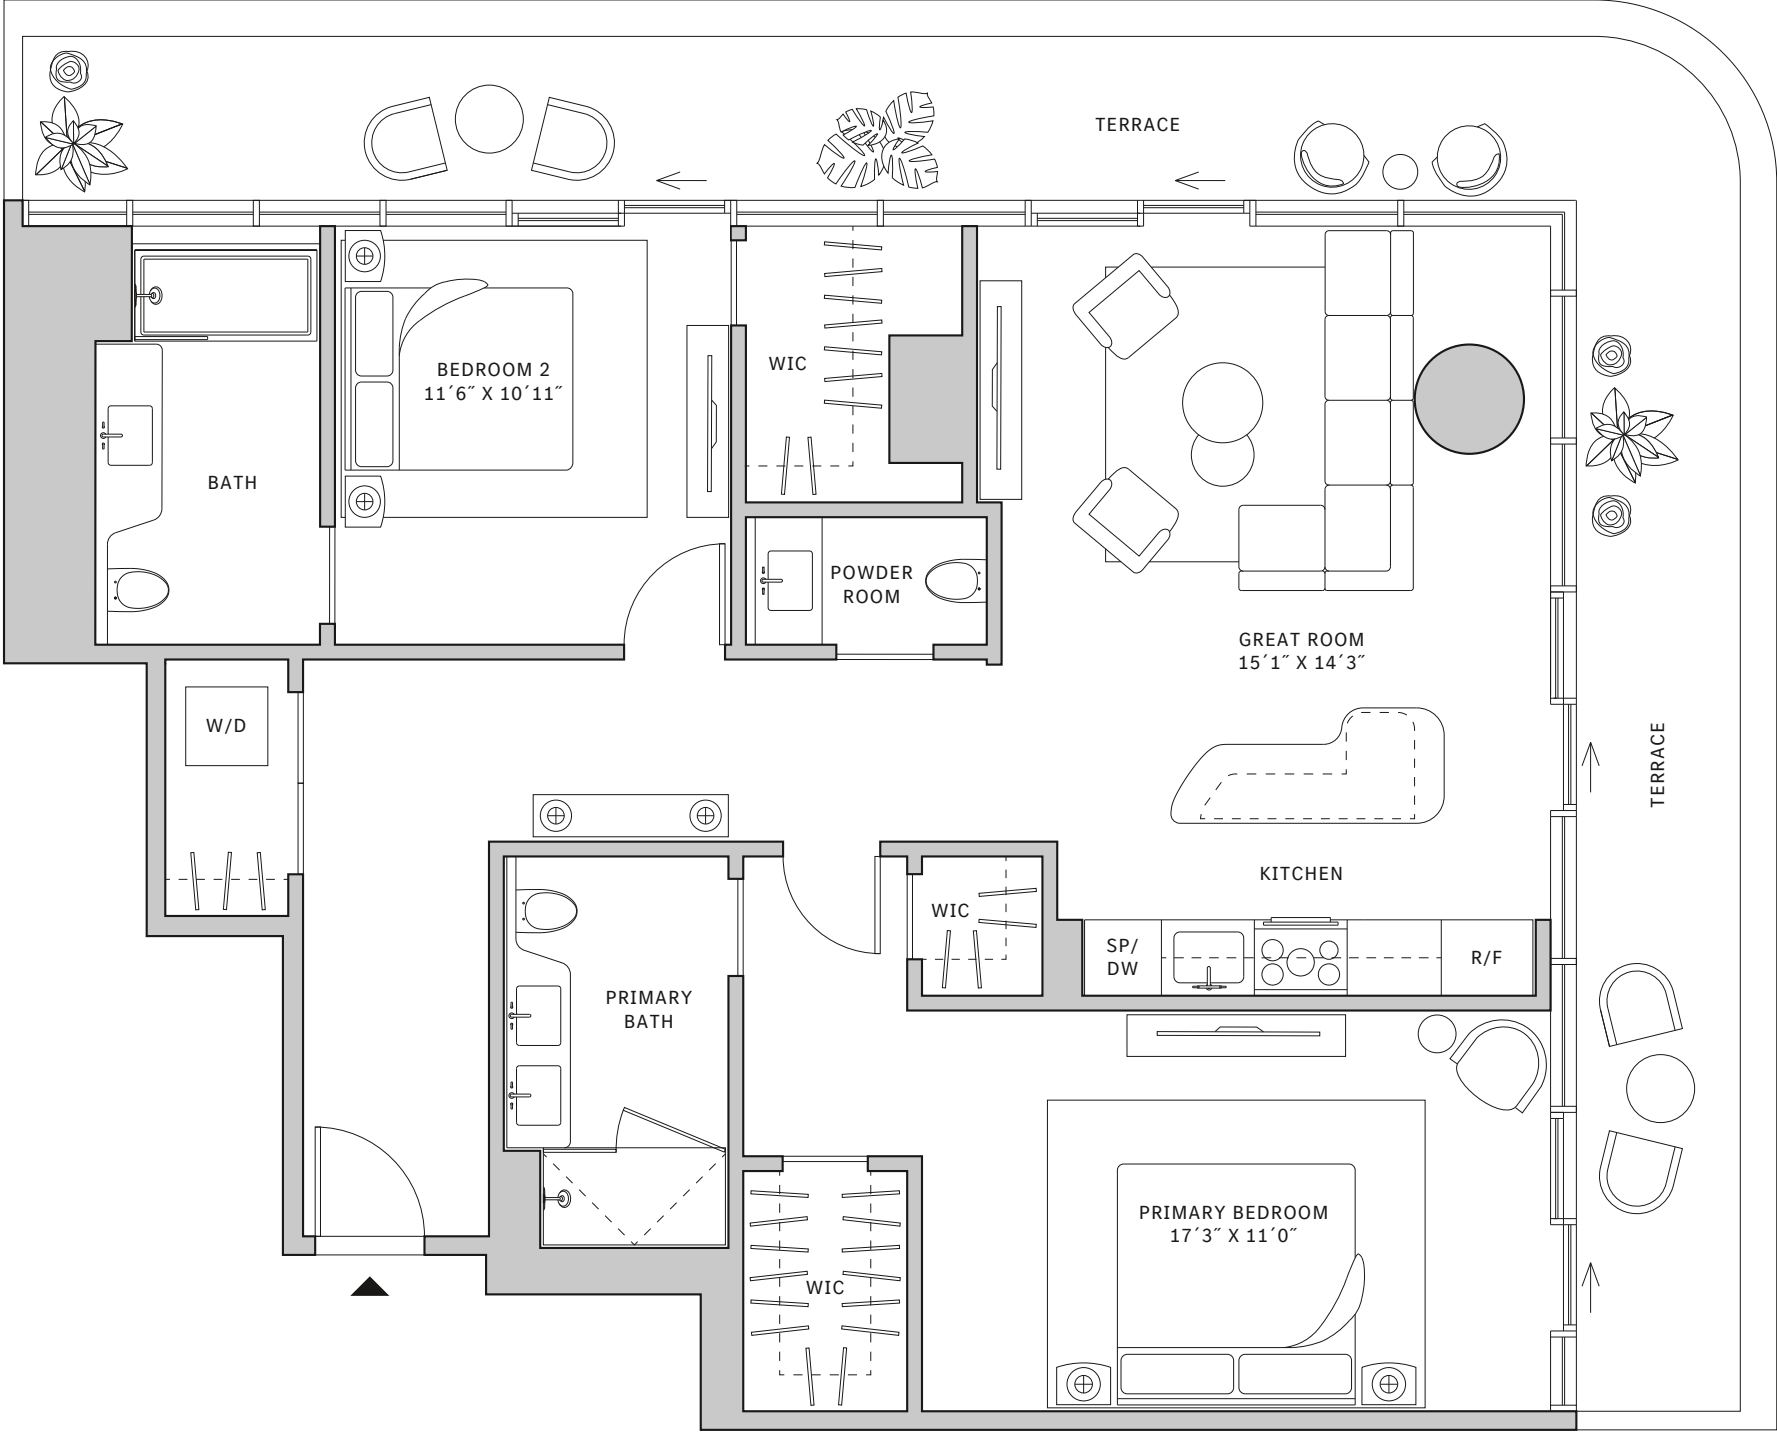 TERRACE
BEDROOM 2
11´6˝ X 10´11˝
WIC
BATH
POWDER
ROOM
GREAT ROOM
15´1˝ X 14´3˝
W/D
TERRACE
KITCHEN
WIC
SP/
DW
R/F
PRIMARY
BATH
PRIMARY BEDROOM
17´3˝ X 11´0˝
WIC